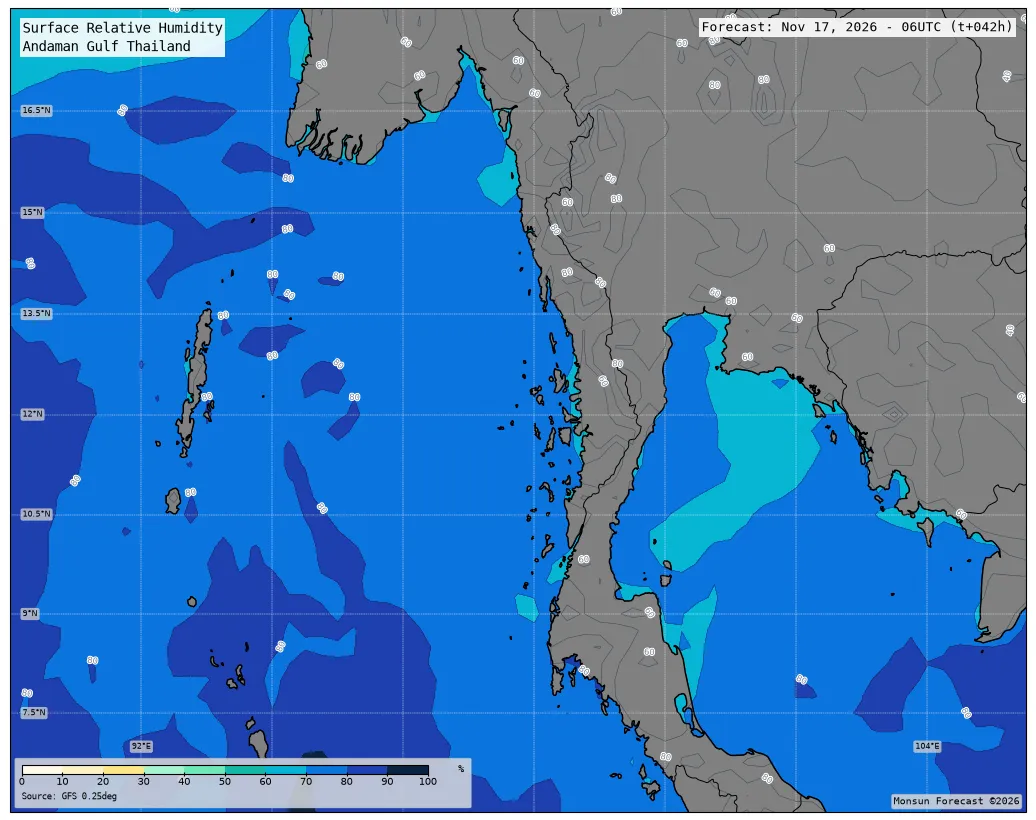 Surface Relative Humidity
Andaman Gulf Thailand
Forecast: Nov 17, 2026 - 06UTC (t+042h)
16.5°N
15°N
13.5°N
12°N
10.5°N
9°N
7.5°N
92°E
104°E
0 10 20 30 40 50 60 70 80 90 100 %
Source: GFS 0.25deg
Monsun Forecast ©2026